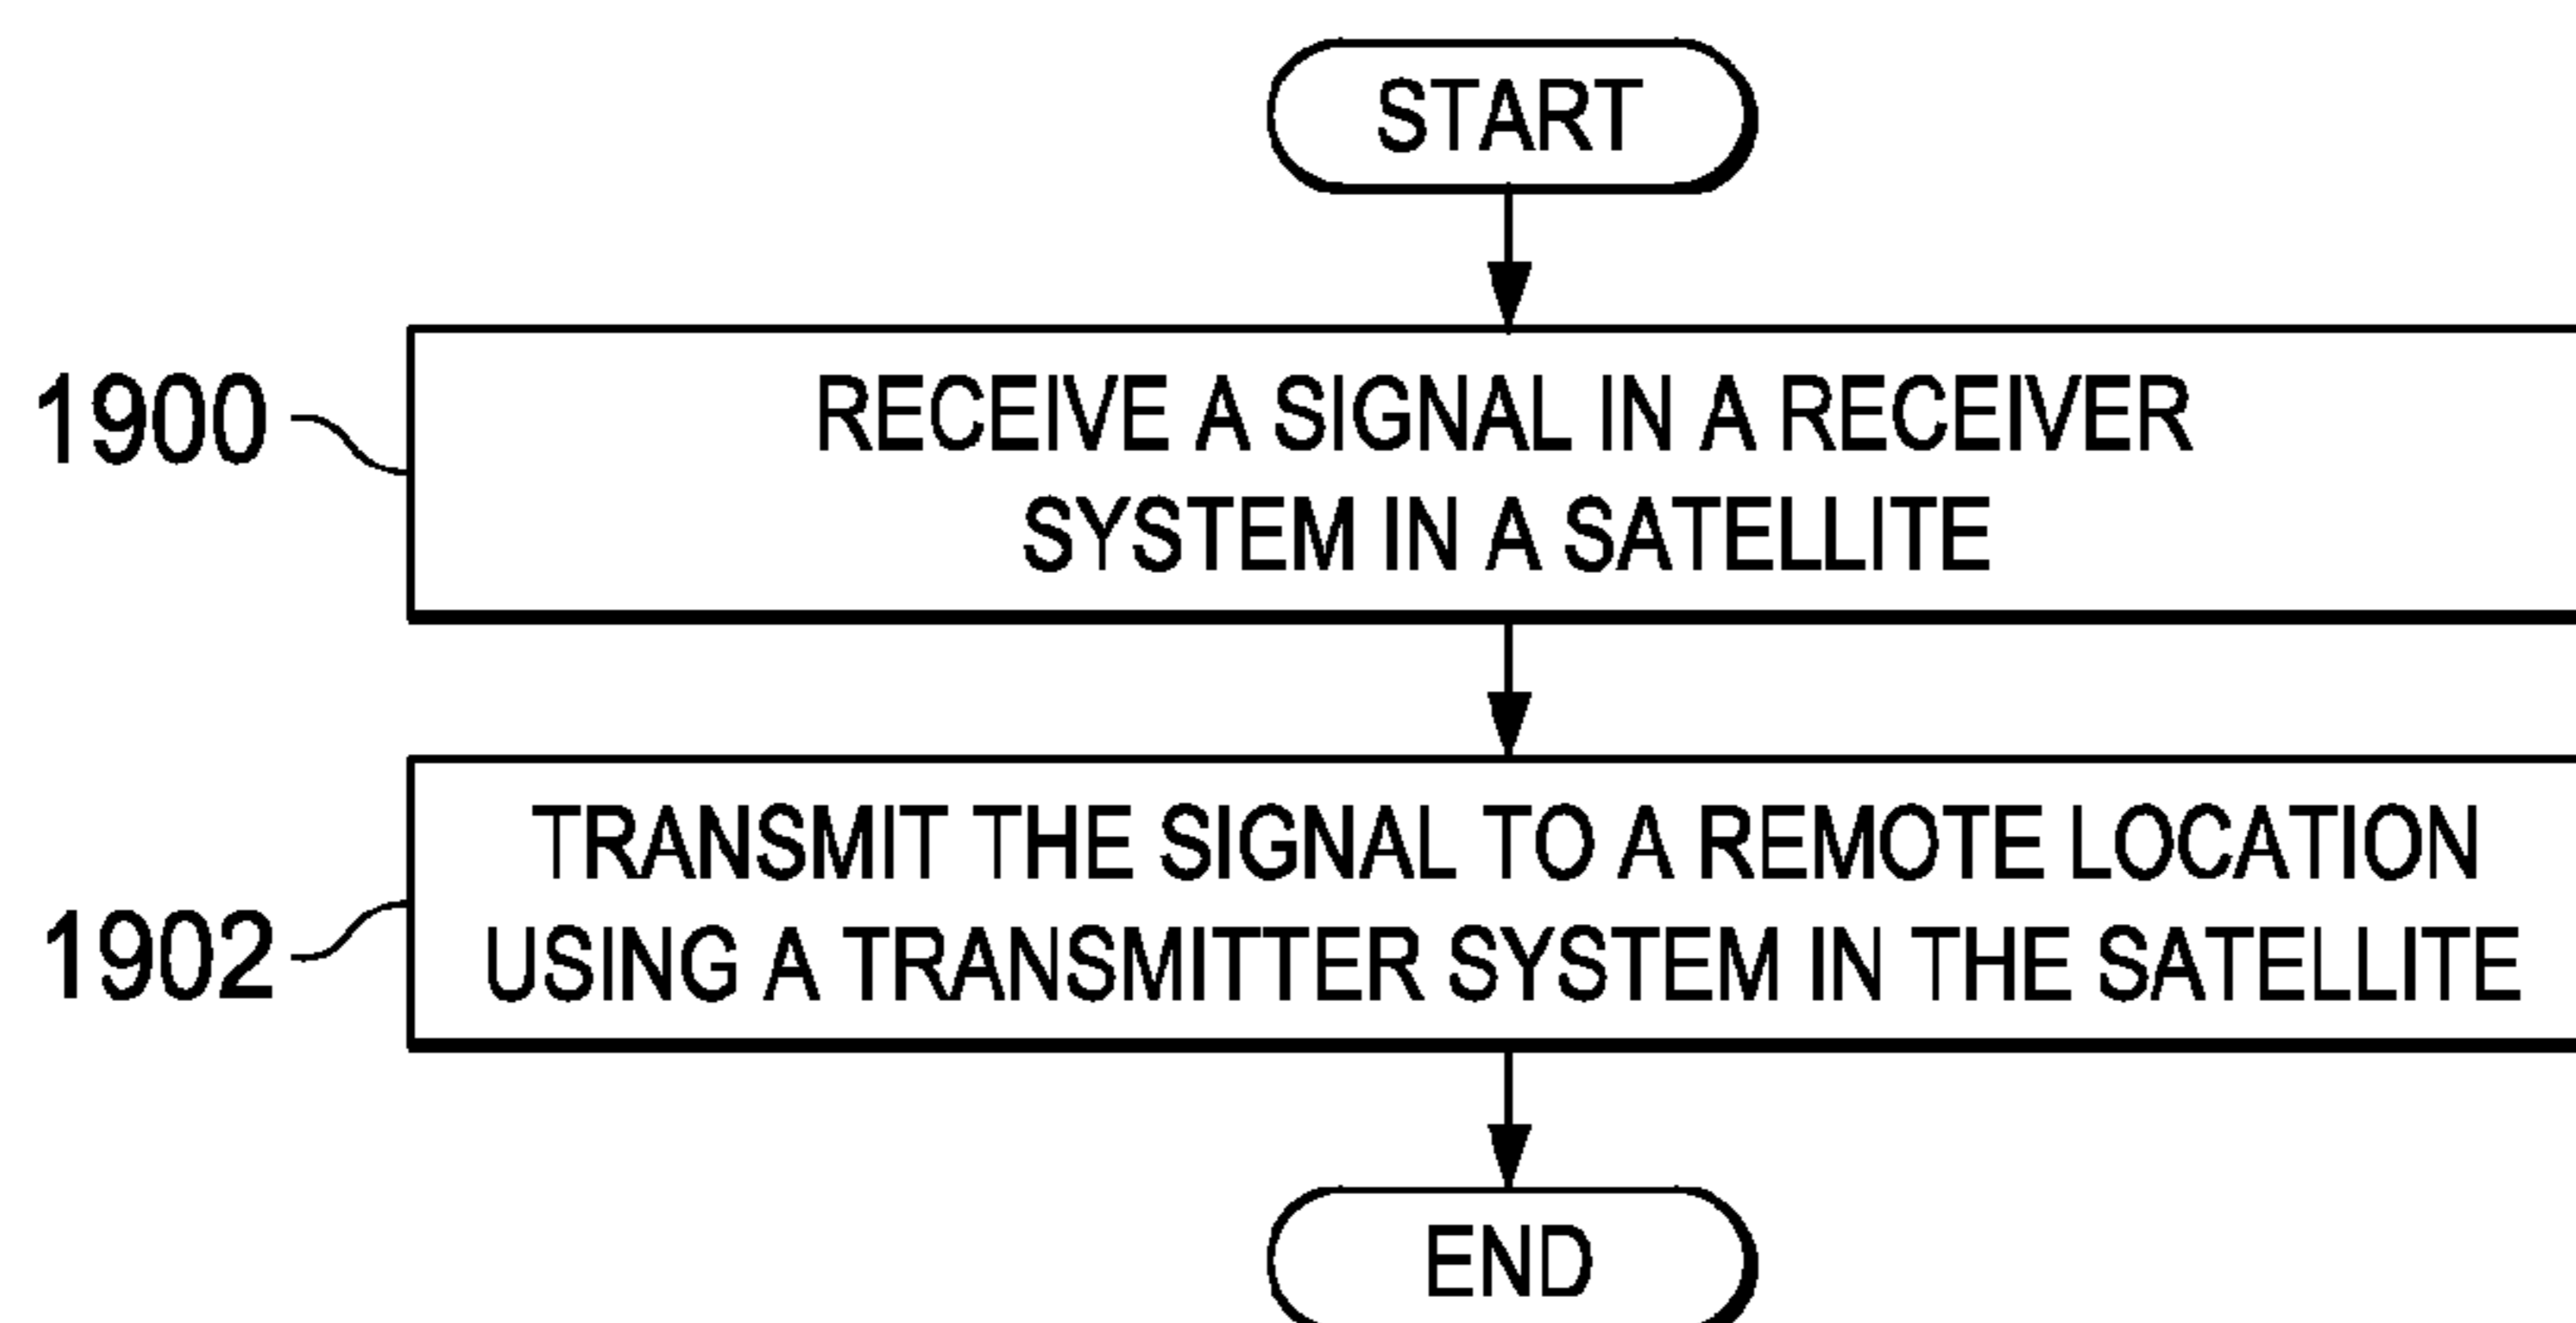 START
1900
RECEIVE A SIGNAL IN A RECEIVER
SYSTEM IN A SATELLITE
1902
TRANSMIT THE SIGNAL TO A REMOTE LOCATION
USING A TRANSMITTER SYSTEM IN THE SATELLITE
END